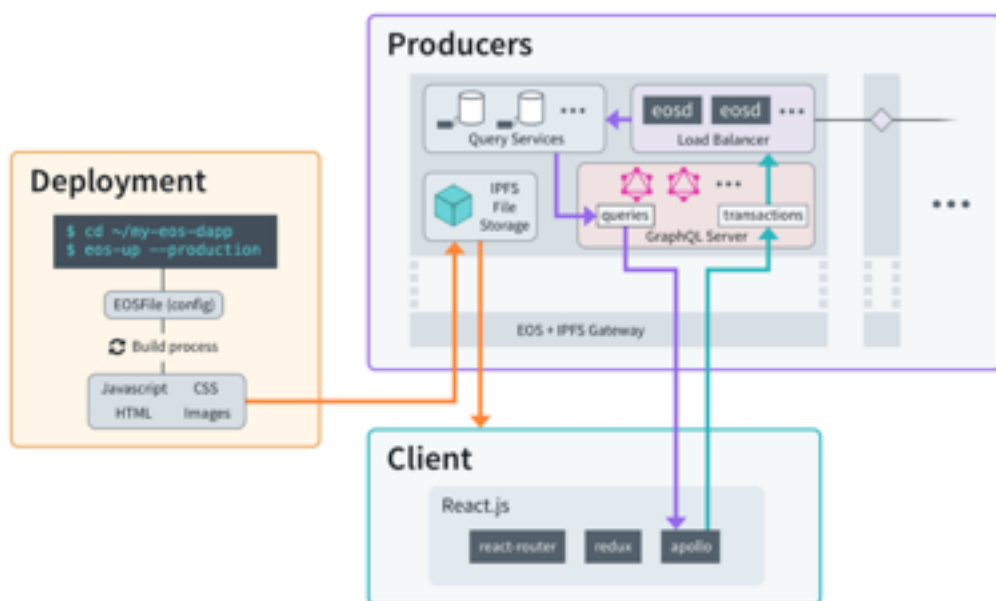 Producers
eosd eosd
Query Services
Load Balancer
IPFS
File
Storage
queries transactions
GraphQL Server
EOS + IPFS Gateway
Deployment
$ cd ~/my-eos-dapp
$ eos-up --production
EOSFile (config)
Build process
Javascript CSS
HTML Images
Client
React.js
react-router redux apollo